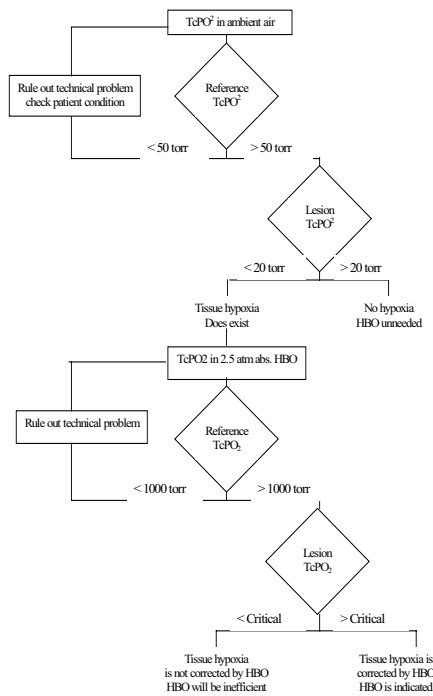 TcPO² in ambient air
Rule out technical problem
check patient condition
Reference
TcPO²
< 50 torr
> 50 torr
Lesion
TcPO²
< 20 torr
> 20 torr
Tissue hypoxia
Does exist
No hypoxia
HBO unneeded
TcPO2 in 2.5 atm abs. HBO
Rule out technical problem
Reference
TcPO₂
< 1000 torr
> 1000 torr
Lesion
TcPO₂
< Critical
> Critical
Tissue hypoxia
is not corrected by HBO
HBO will be inefficient
Tissue hypoxia is
corrected by HBO
HBO is indicated